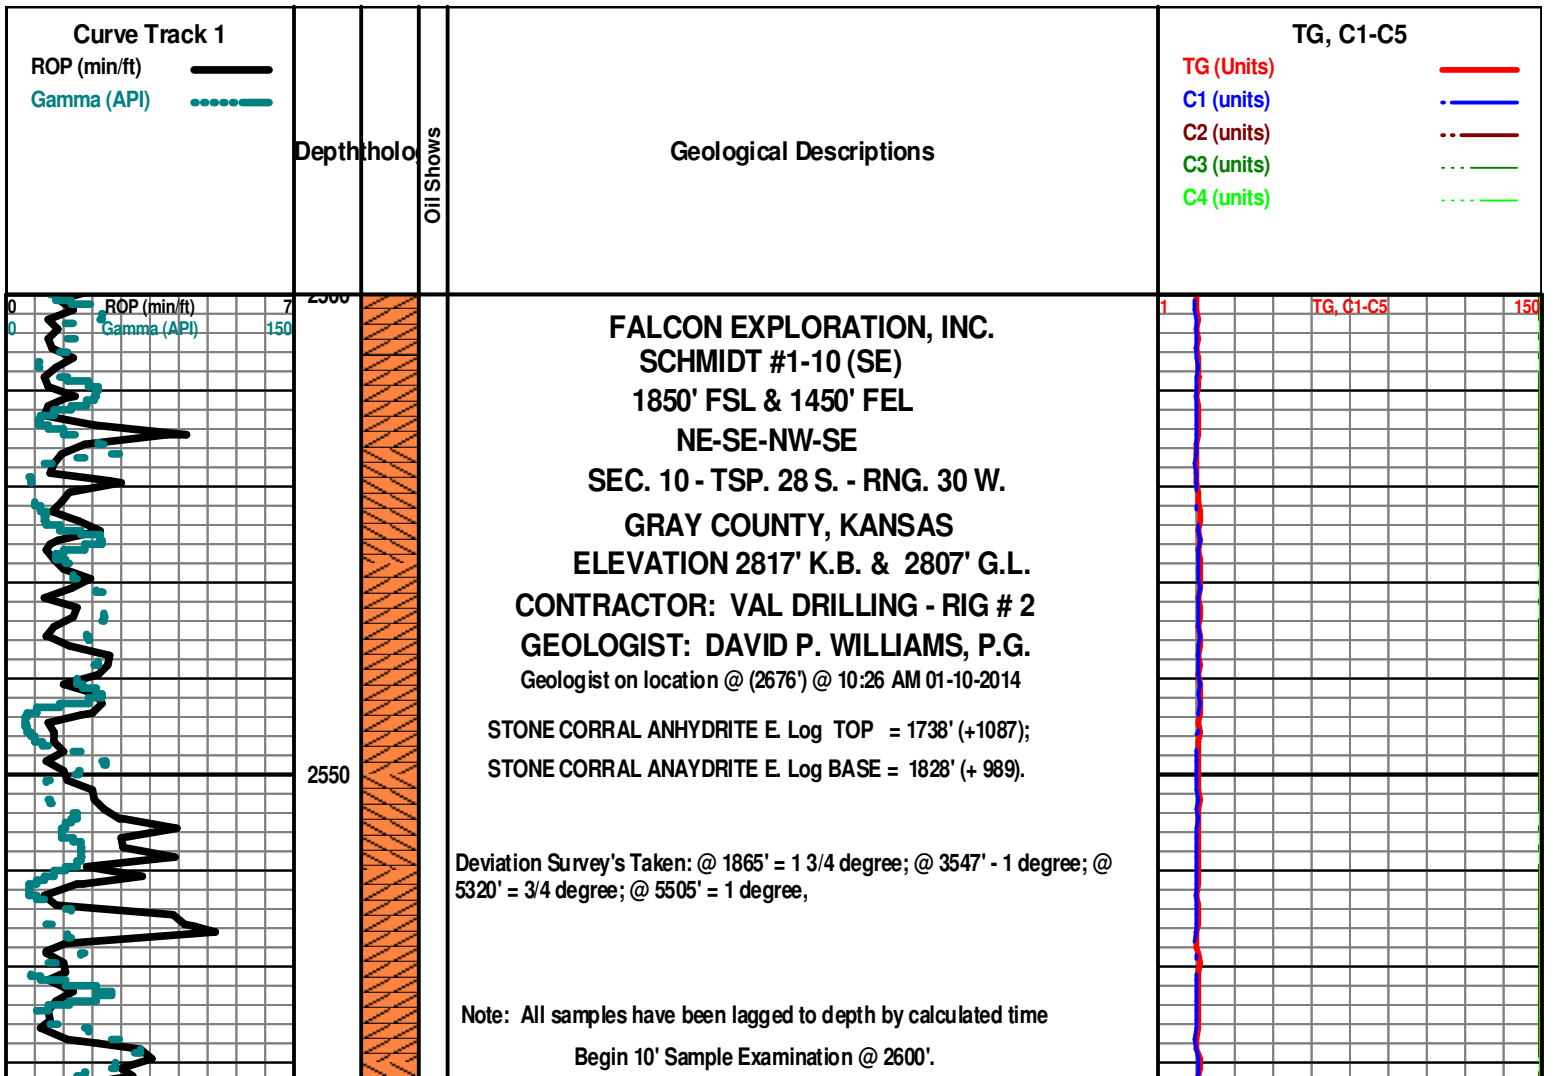 Curve Track 1
ROP (min/ft)
Gamma (API)
Depth
tholo
Oil Shows
Geological Descriptions
TG, C1-C5
TG (Units)
C1 (units)
C2 (units)
C3 (units)
C4 (units)
0 ROP (min/ft) 7
0 Gamma (API) 150
2500
1 TG, C1-C5 150
FALCON EXPLORATION, INC.
SCHMIDT #1-10 (SE)
1850' FSL & 1450' FEL
NE-SE-NW-SE
SEC. 10 - TSP. 28 S. - RNG. 30 W.
GRAY COUNTY, KANSAS
ELEVATION 2817' K.B. & 2807' G.L.
CONTRACTOR: VAL DRILLING - RIG # 2
GEOLOGIST: DAVID P. WILLIAMS, P.G.
Geologist on location @ (2676') @ 10:26 AM 01-10-2014
STONE CORRAL ANHYDRITE E. Log TOP = 1738' (+1087);
2550
STONE CORRAL ANAYDRITE E. Log BASE = 1828' (+ 989).
Deviation Survey's Taken: @ 1865' = 1 3/4 degree; @ 3547' - 1 degree; @
5320' = 3/4 degree; @ 5505' = 1 degree,
Note: All samples have been lagged to depth by calculated time
Begin 10' Sample Examination @ 2600'.